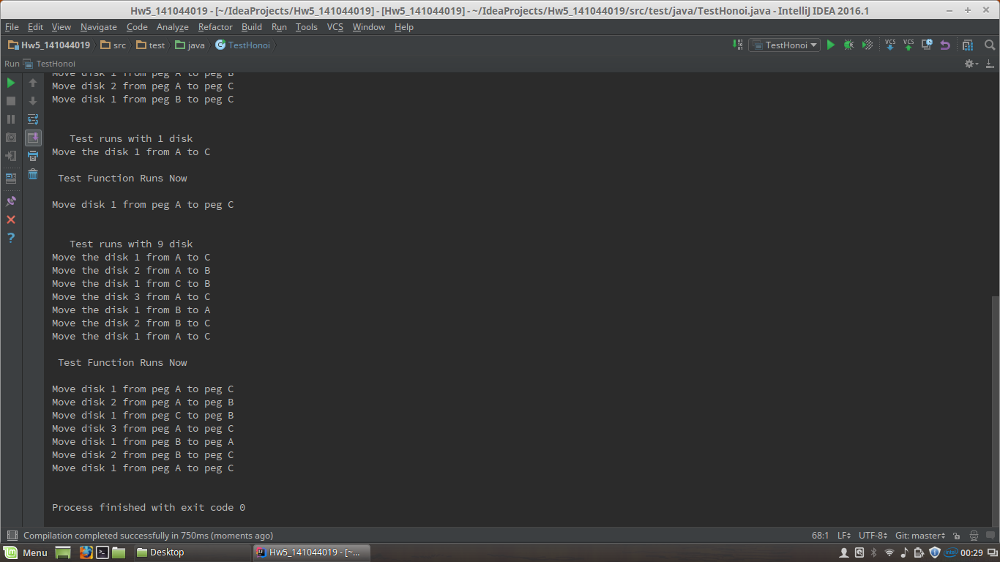 Hw5_141044019 - [~/IdeaProjects/Hw5_141044019] - [Hw5_141044019] - ~/IdeaProjects/Hw5_141044019/src/test/java/TestHonoi.java - IntelliJ IDEA 2016.1
File Edit View Navigate Code Analyze Refactor Build Run Tools VCS Window Help
Hw5_141044019 src test java TestHonoi TestHonoi VCS VCS
Run TestHonoi
Move disk 1 from peg A to peg B
Move disk 2 from peg A to peg C
Move disk 1 from peg B to peg C
Test runs with 1 disk
Move the disk 1 from A to C
Test Function Runs Now
Move disk 1 from peg A to peg C
Test runs with 9 disk
Move the disk 1 from A to C
Move the disk 2 from A to B
Move the disk 1 from C to B
Move the disk 3 from A to C
Move the disk 1 from B to A
Move the disk 2 from B to C
Move the disk 1 from A to C
Test Function Runs Now
Move disk 1 from peg A to peg C
Move disk 2 from peg A to peg B
Move disk 1 from peg C to peg B
Move disk 3 from peg A to peg C
Move disk 1 from peg B to peg A
Move disk 2 from peg B to peg C
Move disk 1 from peg A to peg C
Process finished with exit code 0
Compilation completed successfully in 750ms (moments ago) 68:1 LF UTF-8 Git: master
Menu Desktop Hw5_141044019 - [~... intel 00:29